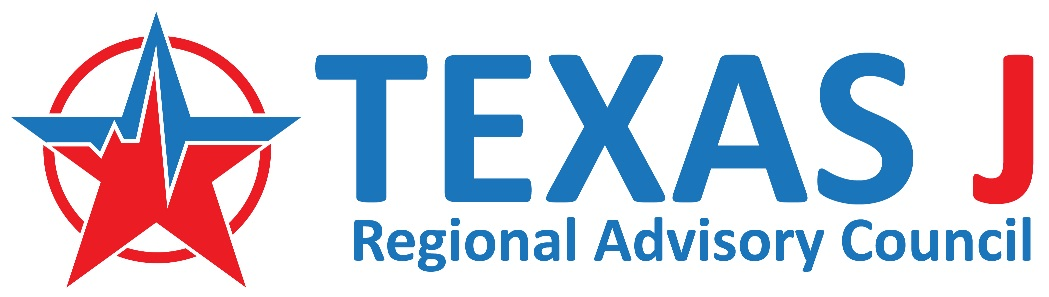 TEXAS J
Regional Advisory Council